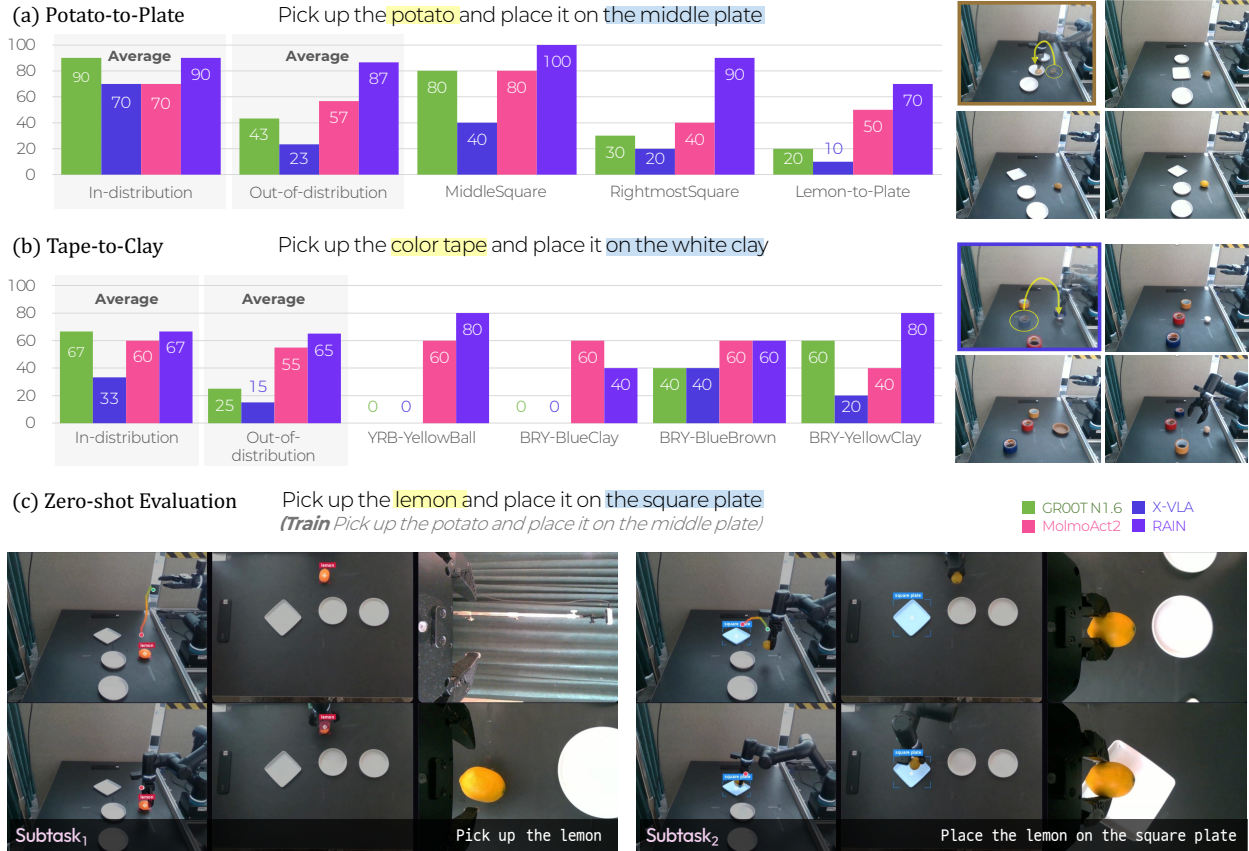 (a) Potato-to-Plate
Pick up the potato and place it on the middle plate
100
80
60
40
20
0
Average
Average
90
70
70
90
43
23
57
87
80
40
80
100
30
20
40
90
20
10
50
70
In-distribution
Out-of-distribution
MiddleSquare
RightmostSquare
Lemon-to-Plate
(b) Tape-to-Clay
Pick up the color tape and place it on the white clay
100
80
60
40
20
0
Average
Average
67
33
60
67
25
15
55
65
0
0
60
80
0
0
60
40
40
40
60
60
60
20
40
80
In-distribution
Out-of-
distribution
YRB-YellowBall
BRY-BlueClay
BRY-BlueBrown
BRY-YellowClay
(c) Zero-shot Evaluation
Pick up the lemon and place it on the square plate
(Train Pick up the potato and place it on the middle plate)
GR00T N1.6
X-VLA
MolmoAct2
RAIN
lemon
lemon
square plate
square plate
lemon
lemon
square plate
square plate
Subtask1
Pick up the lemon
Subtask2
Place the lemon on the square plate